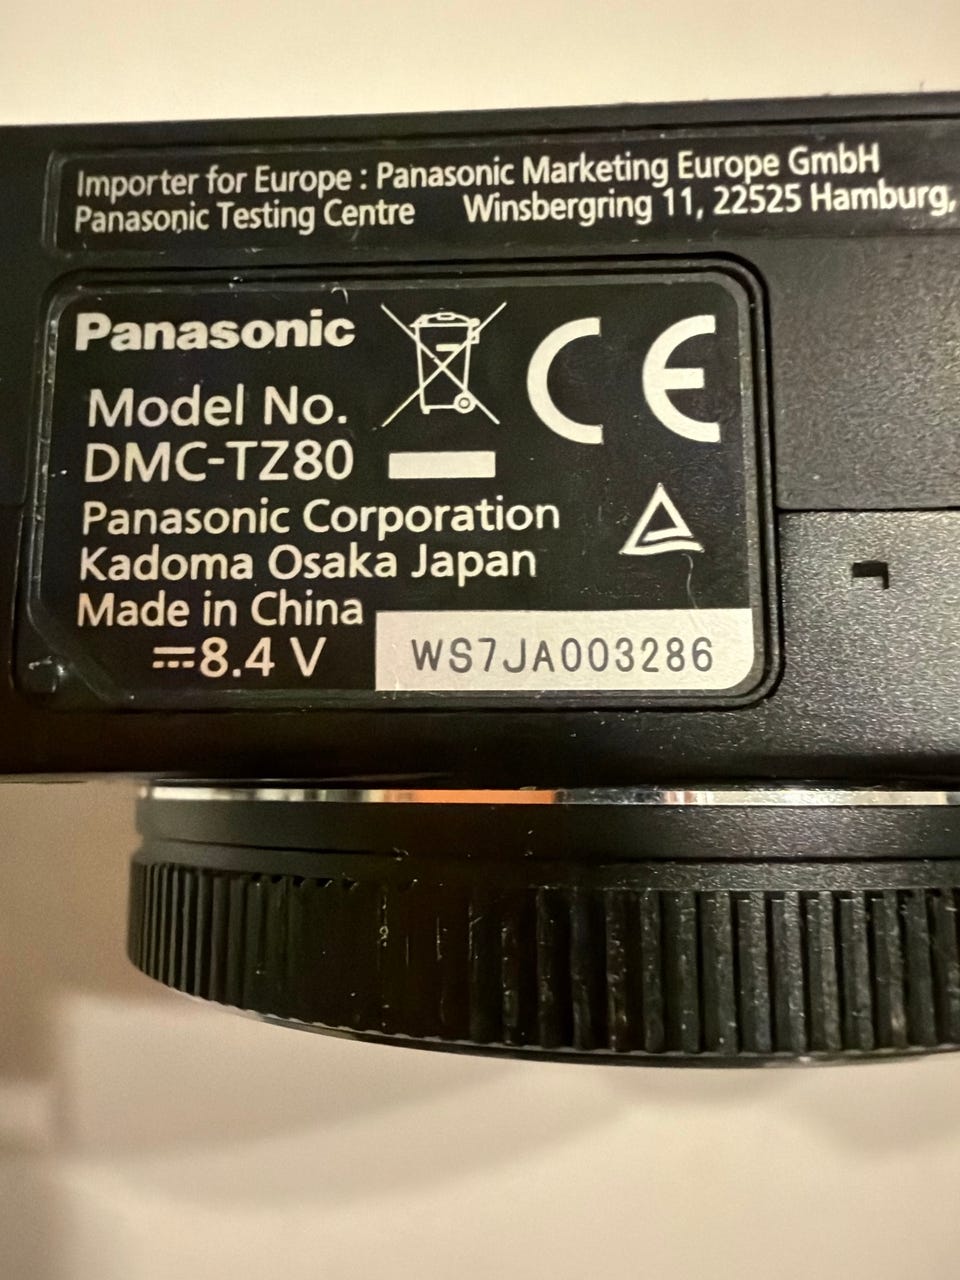 Importer for Europe : Panasonic Marketing Europe GmbH
Panasonic Testing Centre Winsbergring 11, 22525 Hamburg,
Panasonic
CE
Model No.
DMC-TZ80
Panasonic Corporation
Kadoma Osaka Japan
Made in China
⎓8.4 V
WS7JA003286